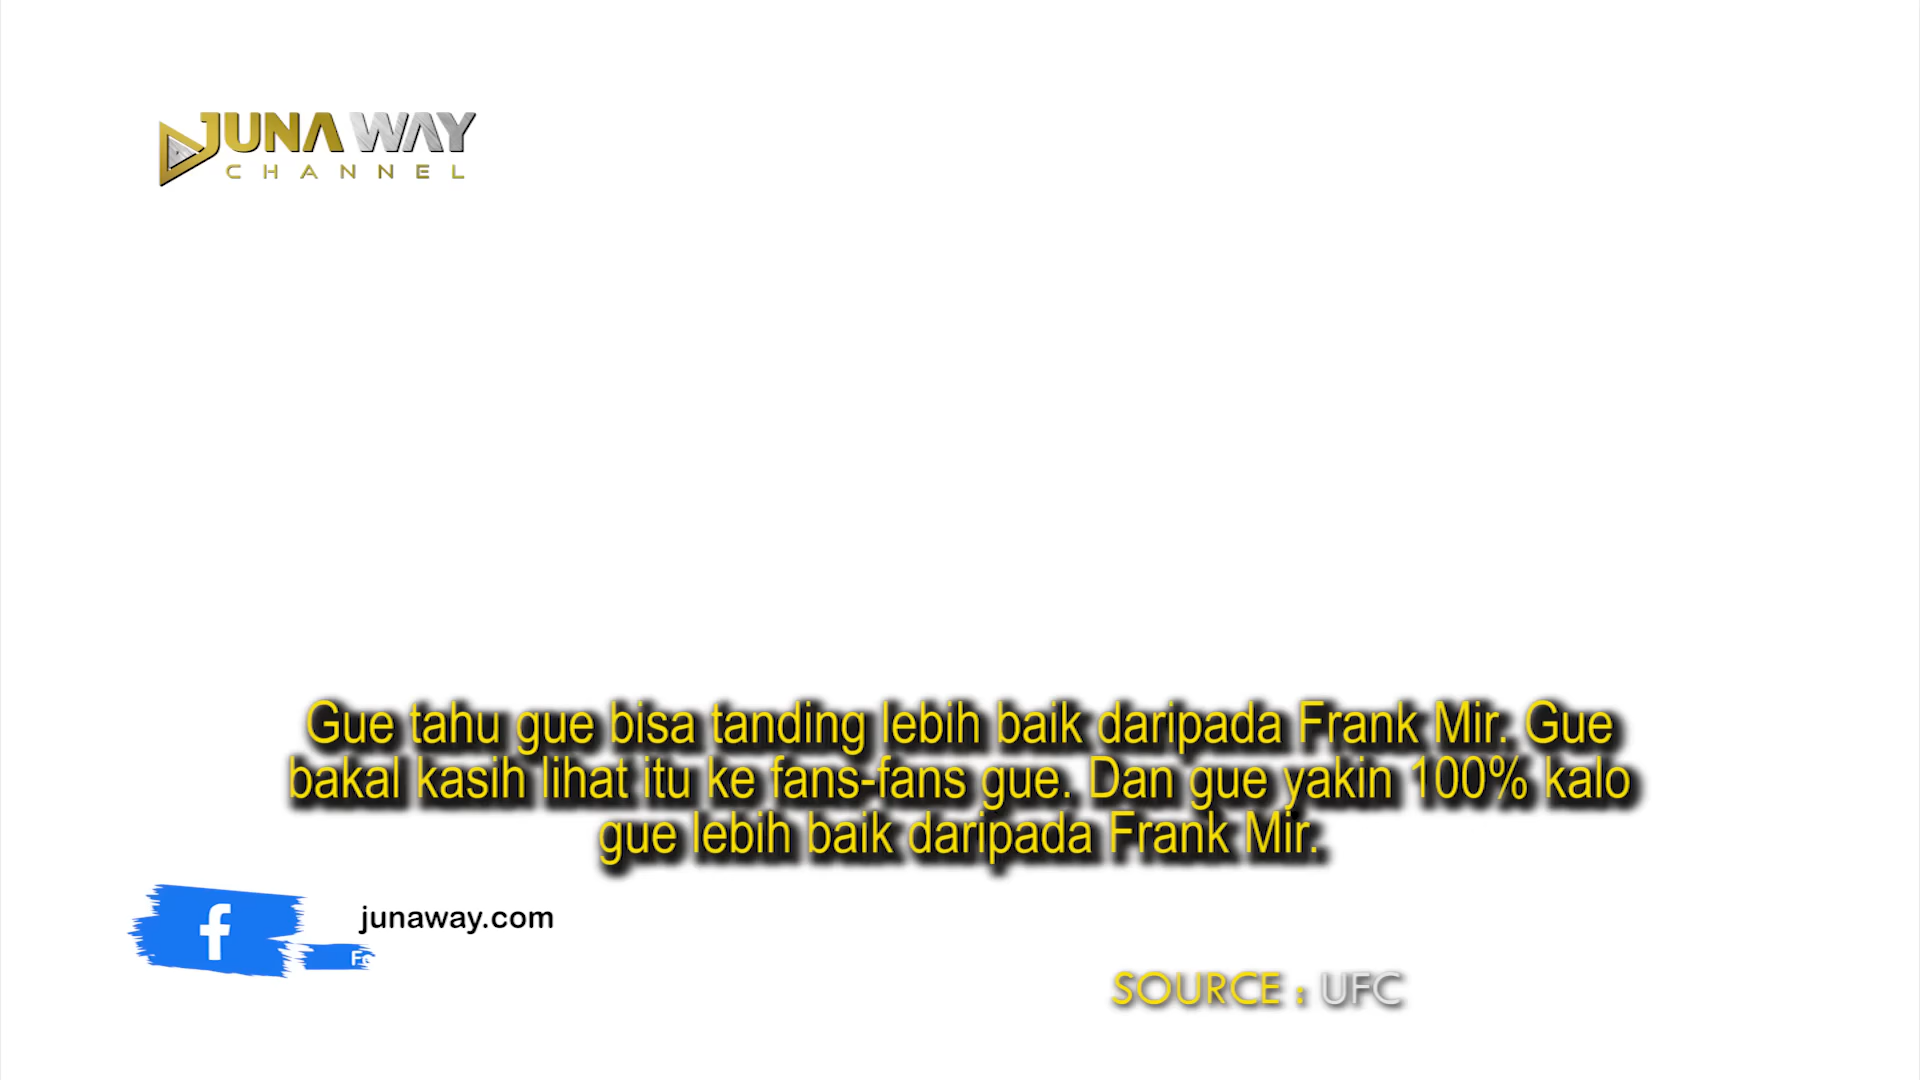 JUNA WAY
CHANNEL
Gue tahu gue bisa tanding lebih baik daripada Frank Mir. Gue
bakal kasih lihat itu ke fans-fans gue. Dan gue yakin 100% kalo
gue lebih baik daripada Frank Mir.
junaway.com
SOURCE : UFC